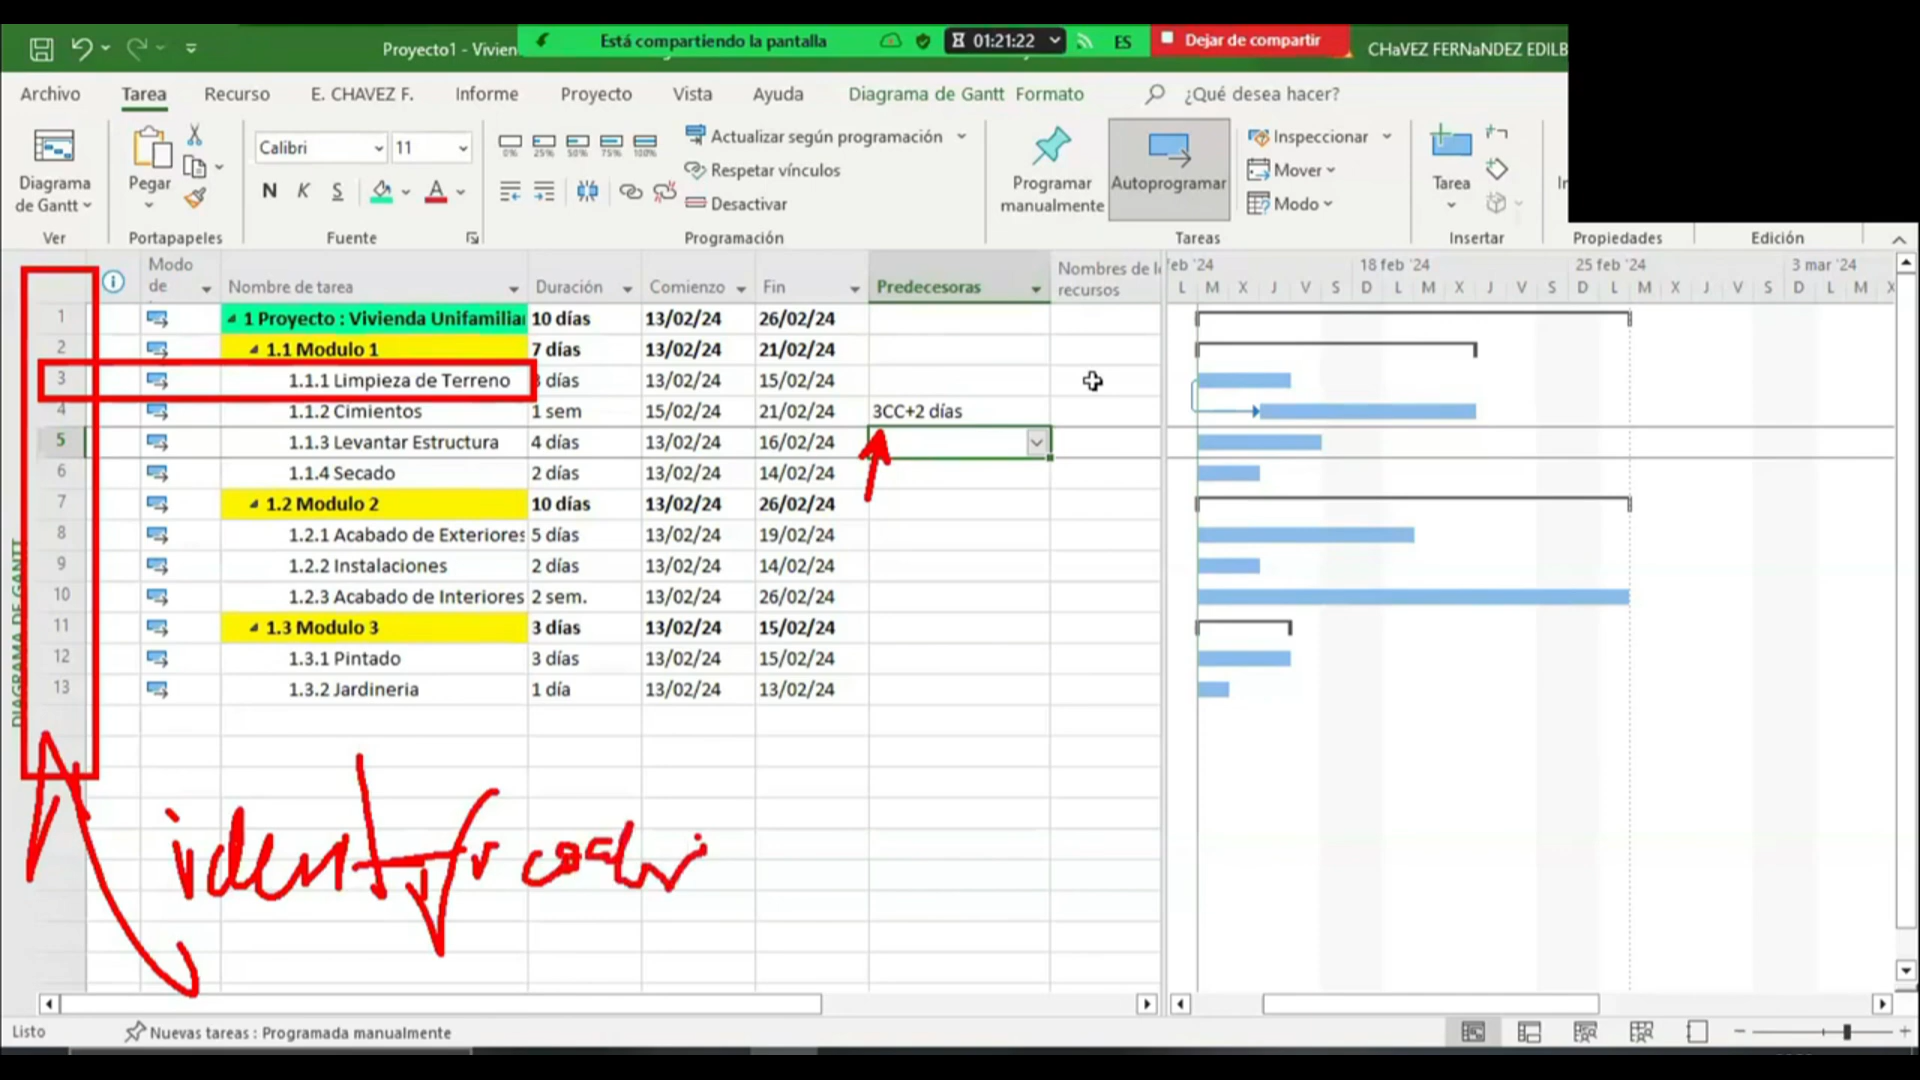 Proyecto1 - Vivien
Está compartiendo la pantalla
01:21:22
ES
Dejar de compartir
CHaVEZ FERNaNDEZ EDILB
Archivo Tarea Recurso E. CHAVEZ F. Informe Proyecto Vista Ayuda Diagrama de Gantt Formato ¿Qué desea hacer?
Diagrama de Gantt
Ver
Pegar
Portapapeles
Calibri 11
N K S
Fuente
0% 25% 50% 75% 100%
Actualizar según programación
Respetar vínculos
Desactivar
Programación
Programar manualmente
Autoprogramar
Inspeccionar
Mover
Modo
Tareas
Tarea
Insertar
Propiedades
Edición
Modo de
Nombre de tarea Duración Comienzo Fin Predecesoras
Nombres de l
recursos
feb '24 18 feb '24 25 feb '24 3 mar '24
L M X J V S D L M X J V S D L M X J V S D L M X
1 1 Proyecto : Vivienda Unifamiliar 10 días 13/02/24 26/02/24
2 1.1 Modulo 1 7 días 13/02/24 21/02/24
3 1.1.1 Limpieza de Terreno días 13/02/24 15/02/24
4 1.1.2 Cimientos 1 sem 15/02/24 21/02/24 3CC+2 días
5 1.1.3 Levantar Estructura 4 días 13/02/24 16/02/24
6 1.1.4 Secado 2 días 13/02/24 14/02/24
7 1.2 Modulo 2 10 días 13/02/24 26/02/24
8 1.2.1 Acabado de Exteriores 5 días 13/02/24 19/02/24
9 1.2.2 Instalaciones 2 días 13/02/24 14/02/24
10 1.2.3 Acabado de Interiores 2 sem. 13/02/24 26/02/24
11 1.3 Modulo 3 3 días 13/02/24 15/02/24
12 1.3.1 Pintado 3 días 13/02/24 15/02/24
13 1.3.2 Jardineria 1 día 13/02/24 13/02/24
DIAGRAMA DE GANTT
Listo
Nuevas tareas : Programada manualmente